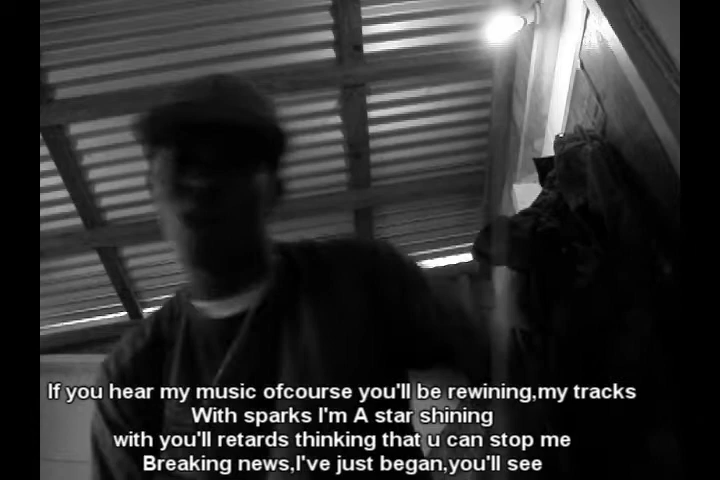 If you hear my music ofcourse you'll be rewining,my tracks
With sparks I'm A star shining
with you'll retards thinking that u can stop me
Breaking news,I've just began,you'll see